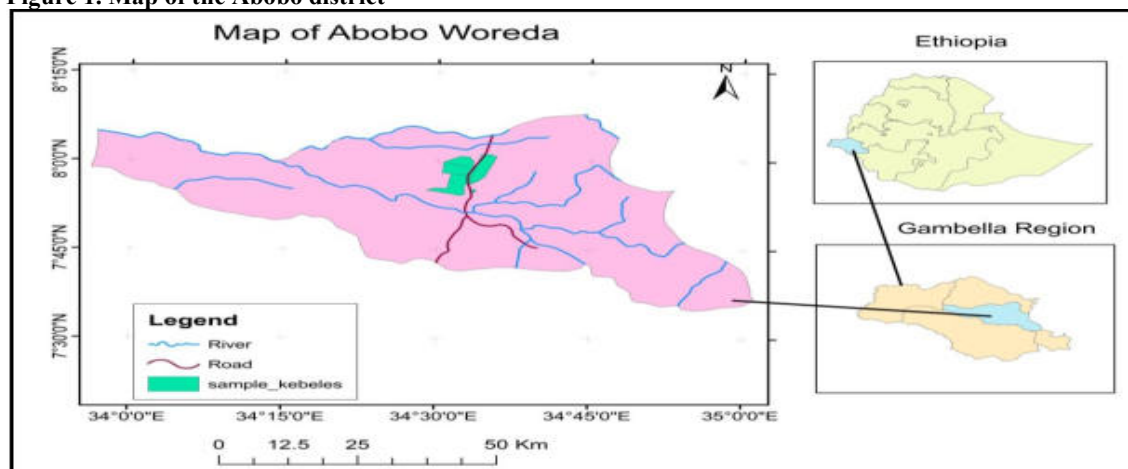 Figure 1: Map of the Abobo district
Map of Abobo Woreda
Ethiopia
N
8°15'0"N
8°0'0"N
7°45'0"N
7°30'0"N
Gambella Region
Legend
River
Road
sample_kebeles
34°0'0"E 34°15'0"E 34°30'0"E 34°45'0"E 35°0'0"E
0 12.5 25 50 Km